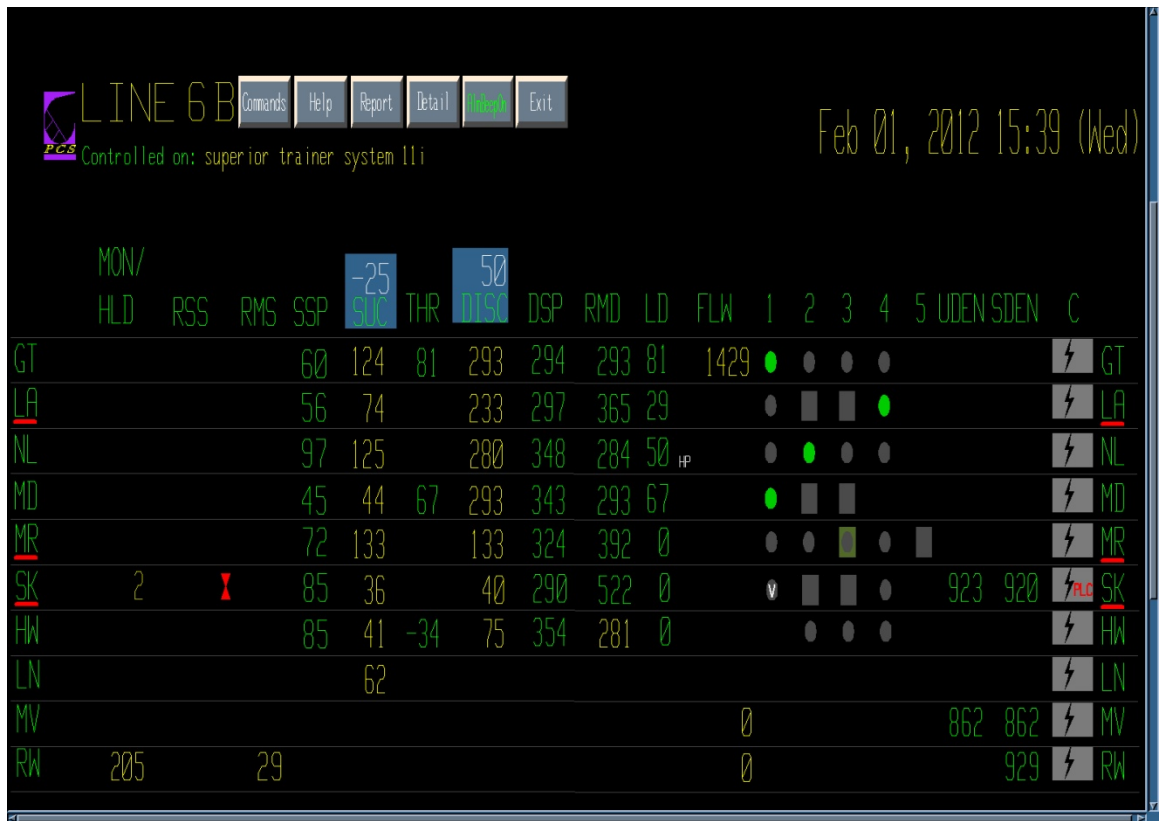 LINE 6B Commands Help Report Detail AlmBeepOn Exit
PCS Controlled on: superior trainer system 11i
Feb 01, 2012 15:39 (Wed)
MON/ -25 50
HLD RSS RMS SSP SUC THR DISC DSP RMD LD FLW 1 2 3 4 5 UDEN SDEN C
GT 60 124 81 293 294 293 81 1429 GT
LA 56 74 233 297 365 29 LA
NL 97 125 280 348 284 50 HP NL
MD 45 44 67 293 343 293 67 MD
MR 72 133 133 324 392 0 MR
SK 2 85 36 40 290 522 0 V 923 920 PLC SK
HW 85 41 -34 75 354 281 0 HW
LN 62 LN
MV 0 862 862 MV
RW 205 29 0 929 RW